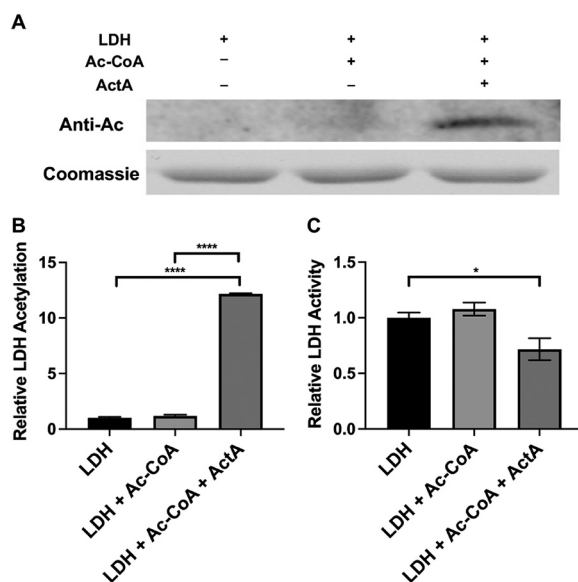 A
LDH + + +
Ac-CoA – + +
ActA – – +
Anti-Ac
Coomassie
B
Relative LDH Acetylation
15
10
5
0
****
****
LDH
LDH + Ac-CoA
LDH + Ac-CoA + ActA
C
Relative LDH Activity
1.5
1.0
0.5
0.0
*
LDH
LDH + Ac-CoA
LDH + Ac-CoA + ActA